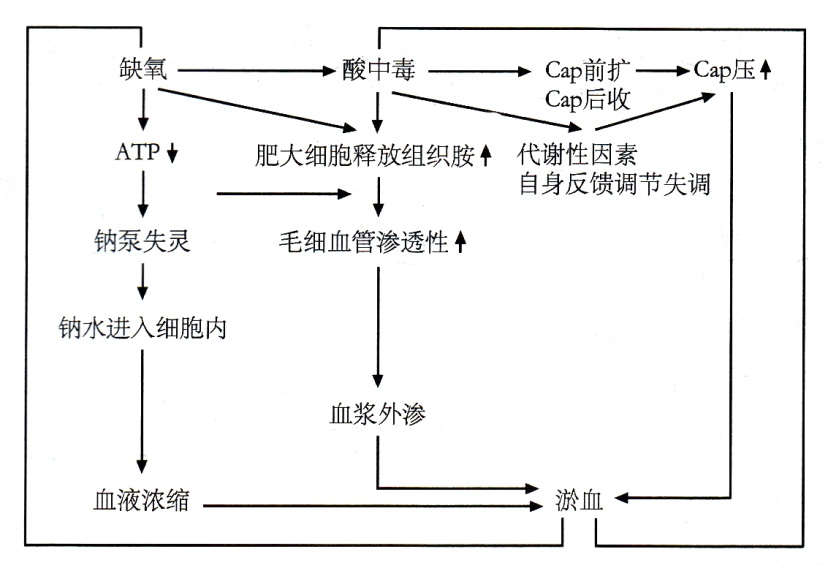 缺氧
酸中毒
Cap前扩
Cap后收
Cap压↑
ATP↓
肥大细胞释放组织胺↑
代谢性因素
自身反馈调节失调
钠泵失灵
毛细血管渗透性↑
钠水进入细胞内
血浆外渗
血液浓缩
淤血